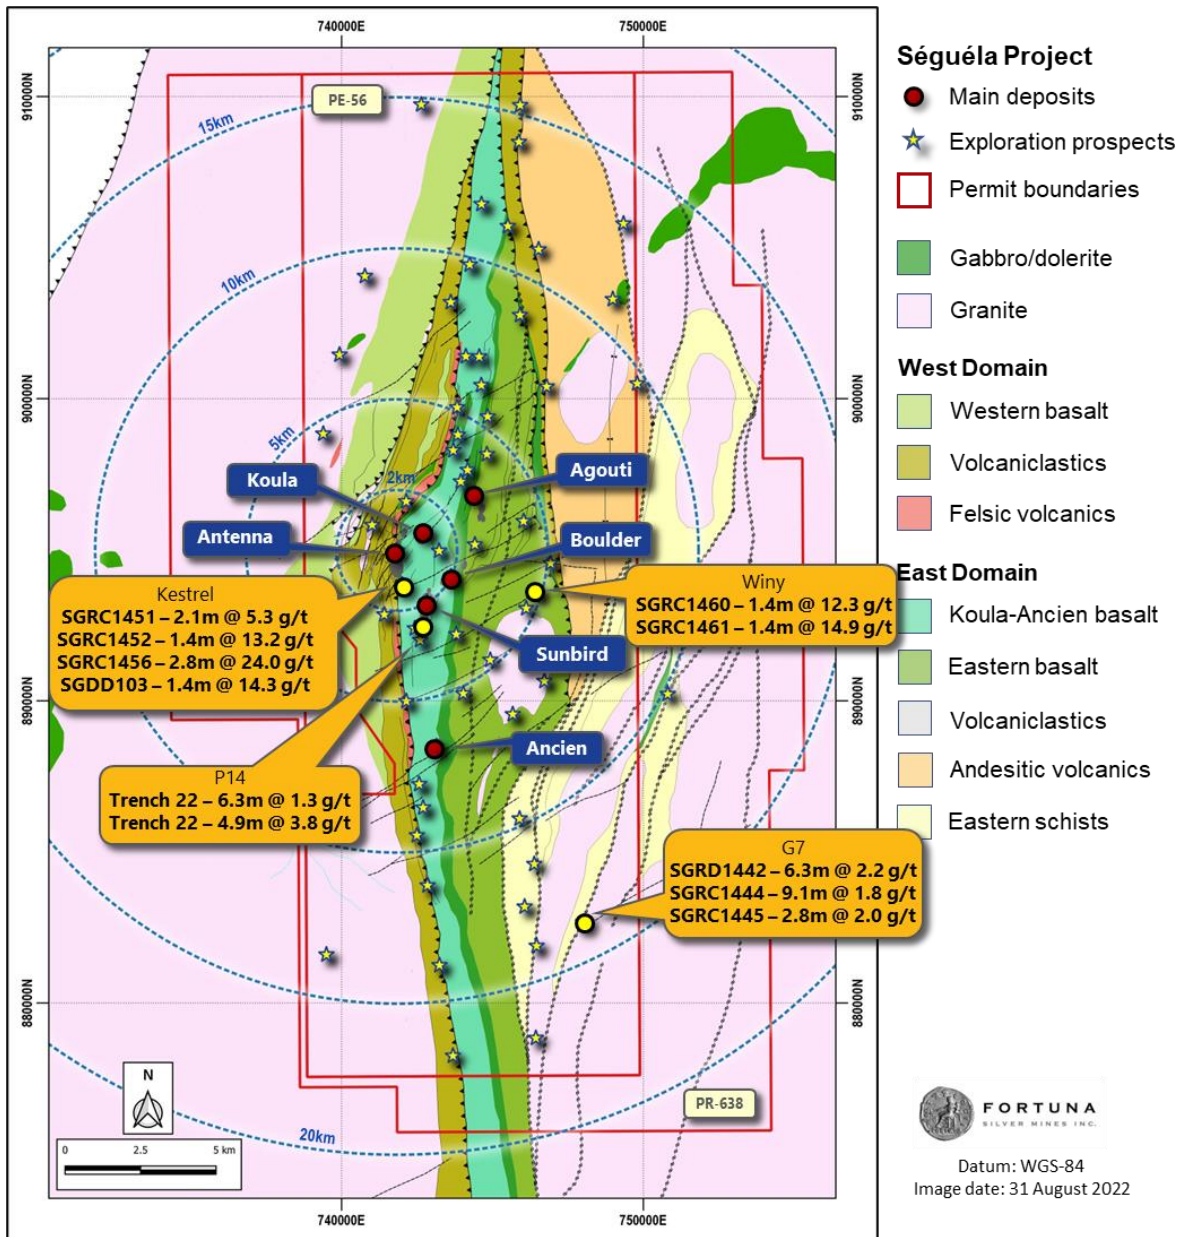 740000E
750000E
910000N
910000N
PE-56
15km
10km
900000N
900000N
5km
2km
Koula
Agouti
Antenna
Boulder
Kestrel
SGRC1451 – 2.1m @ 5.3 g/t
SGRC1452 – 1.4m @ 13.2 g/t
SGRC1456 – 2.8m @ 24.0 g/t
SGDD103 – 1.4m @ 14.3 g/t
Winy
SGRC1460 – 1.4m @ 12.3 g/t
SGRC1461 – 1.4m @ 14.9 g/t
Sunbird
890000N
890000N
Ancien
P14
Trench 22 – 6.3m @ 1.3 g/t
Trench 22 – 4.9m @ 3.8 g/t
G7
SGRD1442 – 6.3m @ 2.2 g/t
SGRC1444 – 9.1m @ 1.8 g/t
SGRC1445 – 2.8m @ 2.0 g/t
880000N
880000N
N
PR-638
20km
0 2.5 5 km
740000E
750000E
Séguéla Project
Main deposits
Exploration prospects
Permit boundaries
Gabbro/dolerite
Granite
West Domain
Western basalt
Volcaniclastics
Felsic volcanics
East Domain
Koula-Ancien basalt
Eastern basalt
Volcaniclastics
Andesitic volcanics
Eastern schists
FORTUNA
SILVER MINES INC.
Datum: WGS-84
Image date: 31 August 2022